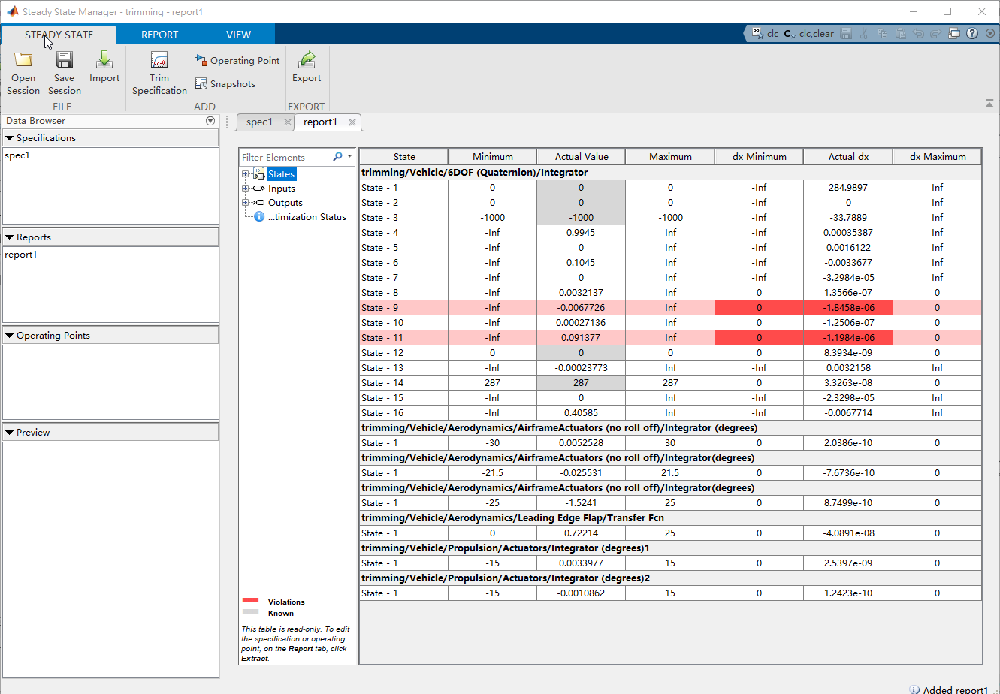 Steady State Manager - trimming - report1
STEADY STATE REPORT VIEW clc clc,clear
Open Session Save Session Import
FILE
Trim Specification Operating Point
Snapshots
ADD
Export
EXPORT
Data Browser
Specifications
spec1
Reports
report1
Operating Points
Preview
spec1 report1
Filter Elements
States
Inputs
Outputs
...timization Status
Violations
Known
This table is read-only. To edit
the specification or operating
point, on the Report tab, click
Extract.
State Minimum Actual Value Maximum dx Minimum Actual dx dx Maximum
trimming/Vehicle/6DOF (Quaternion)/Integrator
State - 1 0 0 0 -Inf 284.9897 Inf
State - 2 0 0 0 -Inf 0 Inf
State - 3 -1000 -1000 -1000 -Inf -33.7889 Inf
State - 4 -Inf 0.9945 Inf -Inf 0.00035387 Inf
State - 5 -Inf 0 Inf -Inf 0.0016122 Inf
State - 6 -Inf 0.1045 Inf -Inf -0.0033677 Inf
State - 7 -Inf 0 Inf -Inf -3.2984e-05 Inf
State - 8 -Inf 0.0032137 Inf 0 1.3566e-07 0
State - 9 -Inf -0.0067726 Inf 0 -1.8458e-06 0
State - 10 -Inf 0.00027136 Inf 0 -1.2506e-07 0
State - 11 -Inf 0.091377 Inf 0 -1.1984e-06 0
State - 12 0 0 0 0 8.3934e-09 0
State - 13 -Inf -0.00023773 Inf -Inf 0.0032158 Inf
State - 14 287 287 287 0 3.3263e-08 0
State - 15 -Inf 0 Inf -Inf -2.3298e-05 Inf
State - 16 -Inf 0.40585 Inf -Inf -0.0067714 Inf
trimming/Vehicle/Aerodynamics/AirframeActuators (no roll off)/Integrator (degrees)
State - 1 -30 0.0052528 30 0 2.0386e-10 0
trimming/Vehicle/Aerodynamics/AirframeActuators (no roll off)/Integrator(degrees)
State - 1 -21.5 -0.025531 21.5 0 -7.6736e-10 0
trimming/Vehicle/Aerodynamics/AirframeActuators (no roll off)/Integrator(degrees)
State - 1 -25 -1.5241 25 0 8.7499e-10 0
trimming/Vehicle/Aerodynamics/Leading Edge Flap/Transfer Fcn
State - 1 0 0.72214 25 0 -4.0891e-08 0
trimming/Vehicle/Propulsion/Actuators/Integrator (degrees)1
State - 1 -15 0.0033977 15 0 2.5397e-09 0
trimming/Vehicle/Propulsion/Actuators/Integrator (degrees)2
State - 1 -15 -0.0010862 15 0 1.2423e-10 0
Added report1